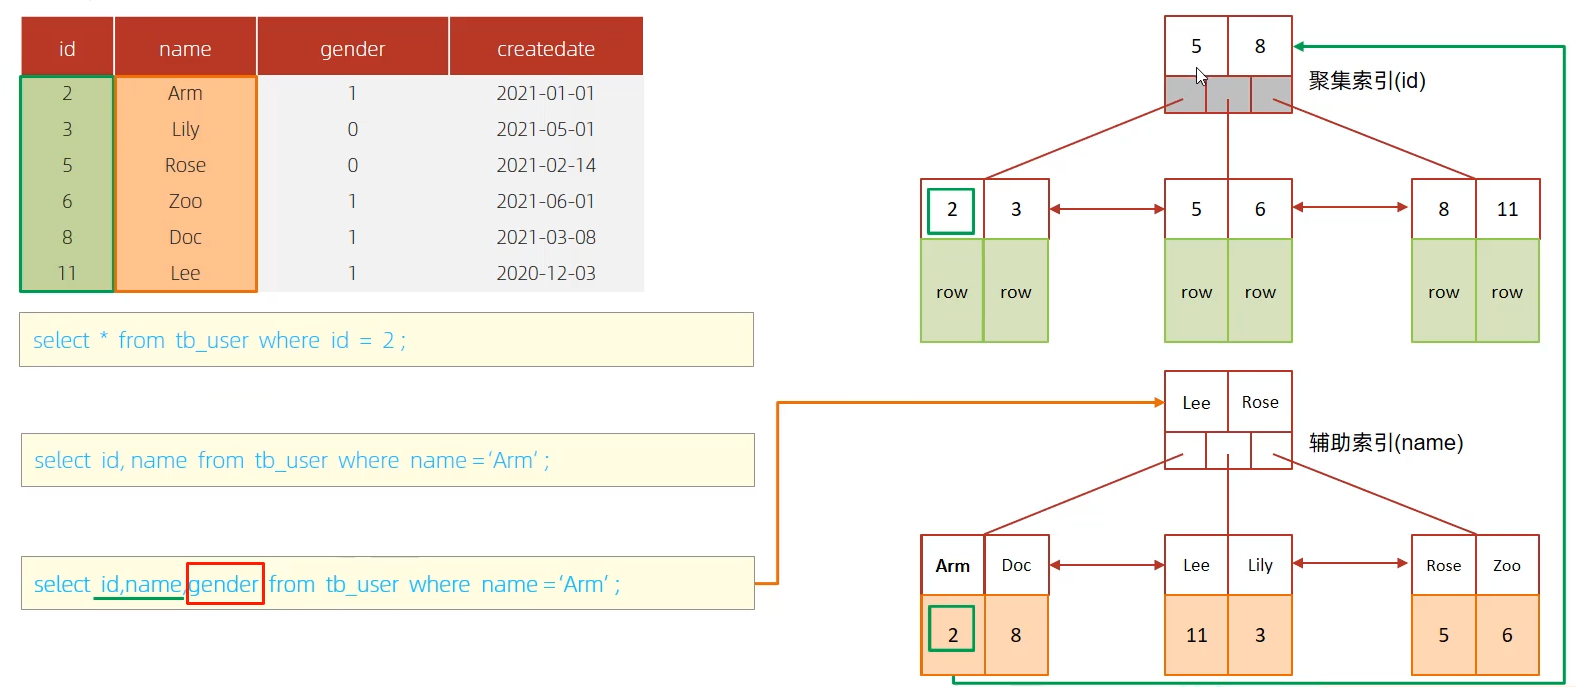 id name gender createdate
2 Arm 1 2021-01-01
3 Lily 0 2021-05-01
5 Rose 0 2021-02-14
6 Zoo 1 2021-06-01
8 Doc 1 2021-03-08
11 Lee 1 2020-12-03
select * from tb_user where id = 2 ;
select id, name from tb_user where name = ‘Arm’ ;
select id,name,gender from tb_user where name = ‘Arm’ ;
5 8
聚集索引(id)
2 3 5 6 8 11
row row row row row row
Lee Rose
辅助索引(name)
Arm Doc Lee Lily Rose Zoo
2 8 11 3 5 6